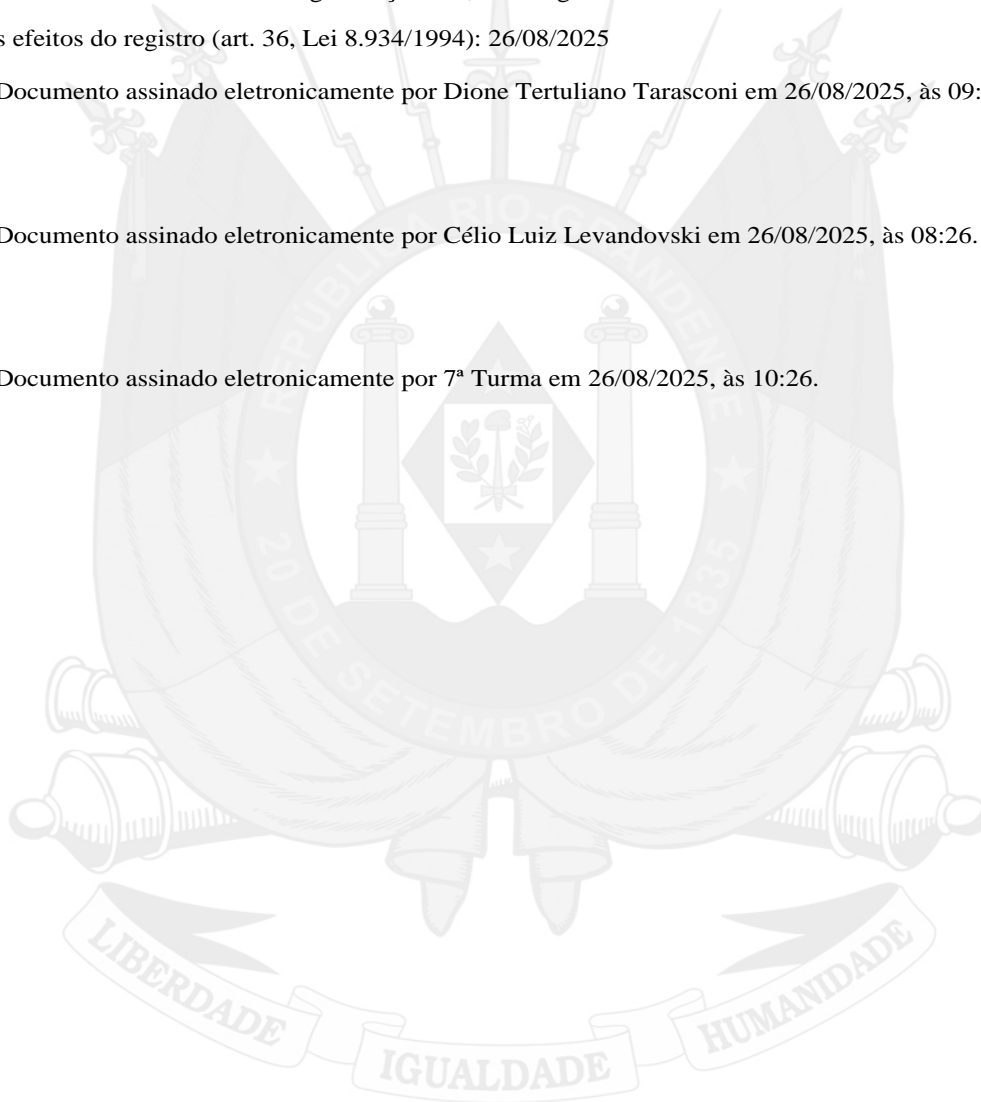 s efeitos do registro (art. 36, Lei 8.934/1994): 26/08/2025
Documento assinado eletronicamente por Dione Tertuliano Tarasconi em 26/08/2025, às 09:
Documento assinado eletronicamente por Célio Luiz Levandovski em 26/08/2025, às 08:26.
Documento assinado eletronicamente por 7ª Turma em 26/08/2025, às 10:26.
REPÚBLICA RIO-GRANDENSE
20 DE SETEMBRO DE 1835
LIBERDADE
IGUALDADE
HUMANIDADE